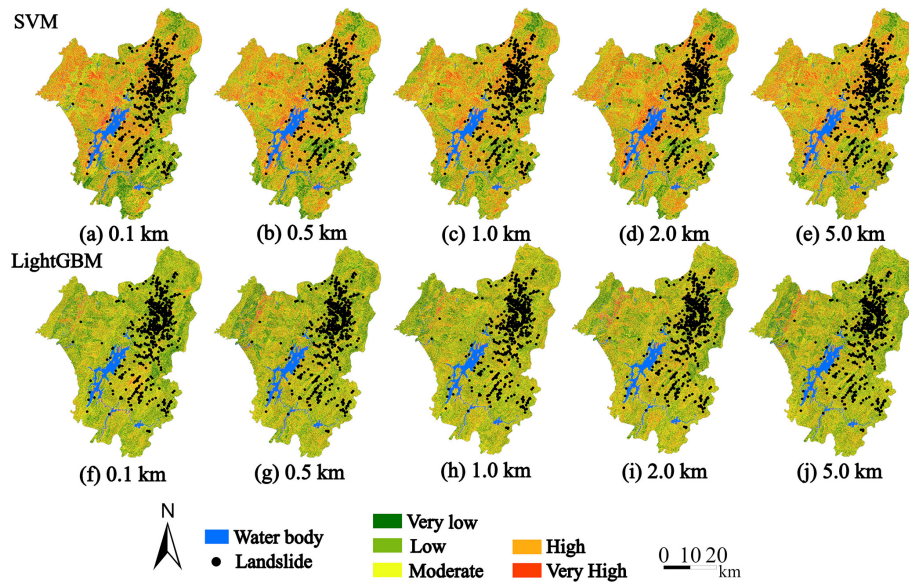 SVM
(a) 0.1 km (b) 0.5 km (c) 1.0 km (d) 2.0 km (e) 5.0 km
LightGBM
(f) 0.1 km (g) 0.5 km (h) 1.0 km (i) 2.0 km (j) 5.0 km
N
Water body
Landslide
Very low
Low
Moderate
High
Very High
0 10 20
km